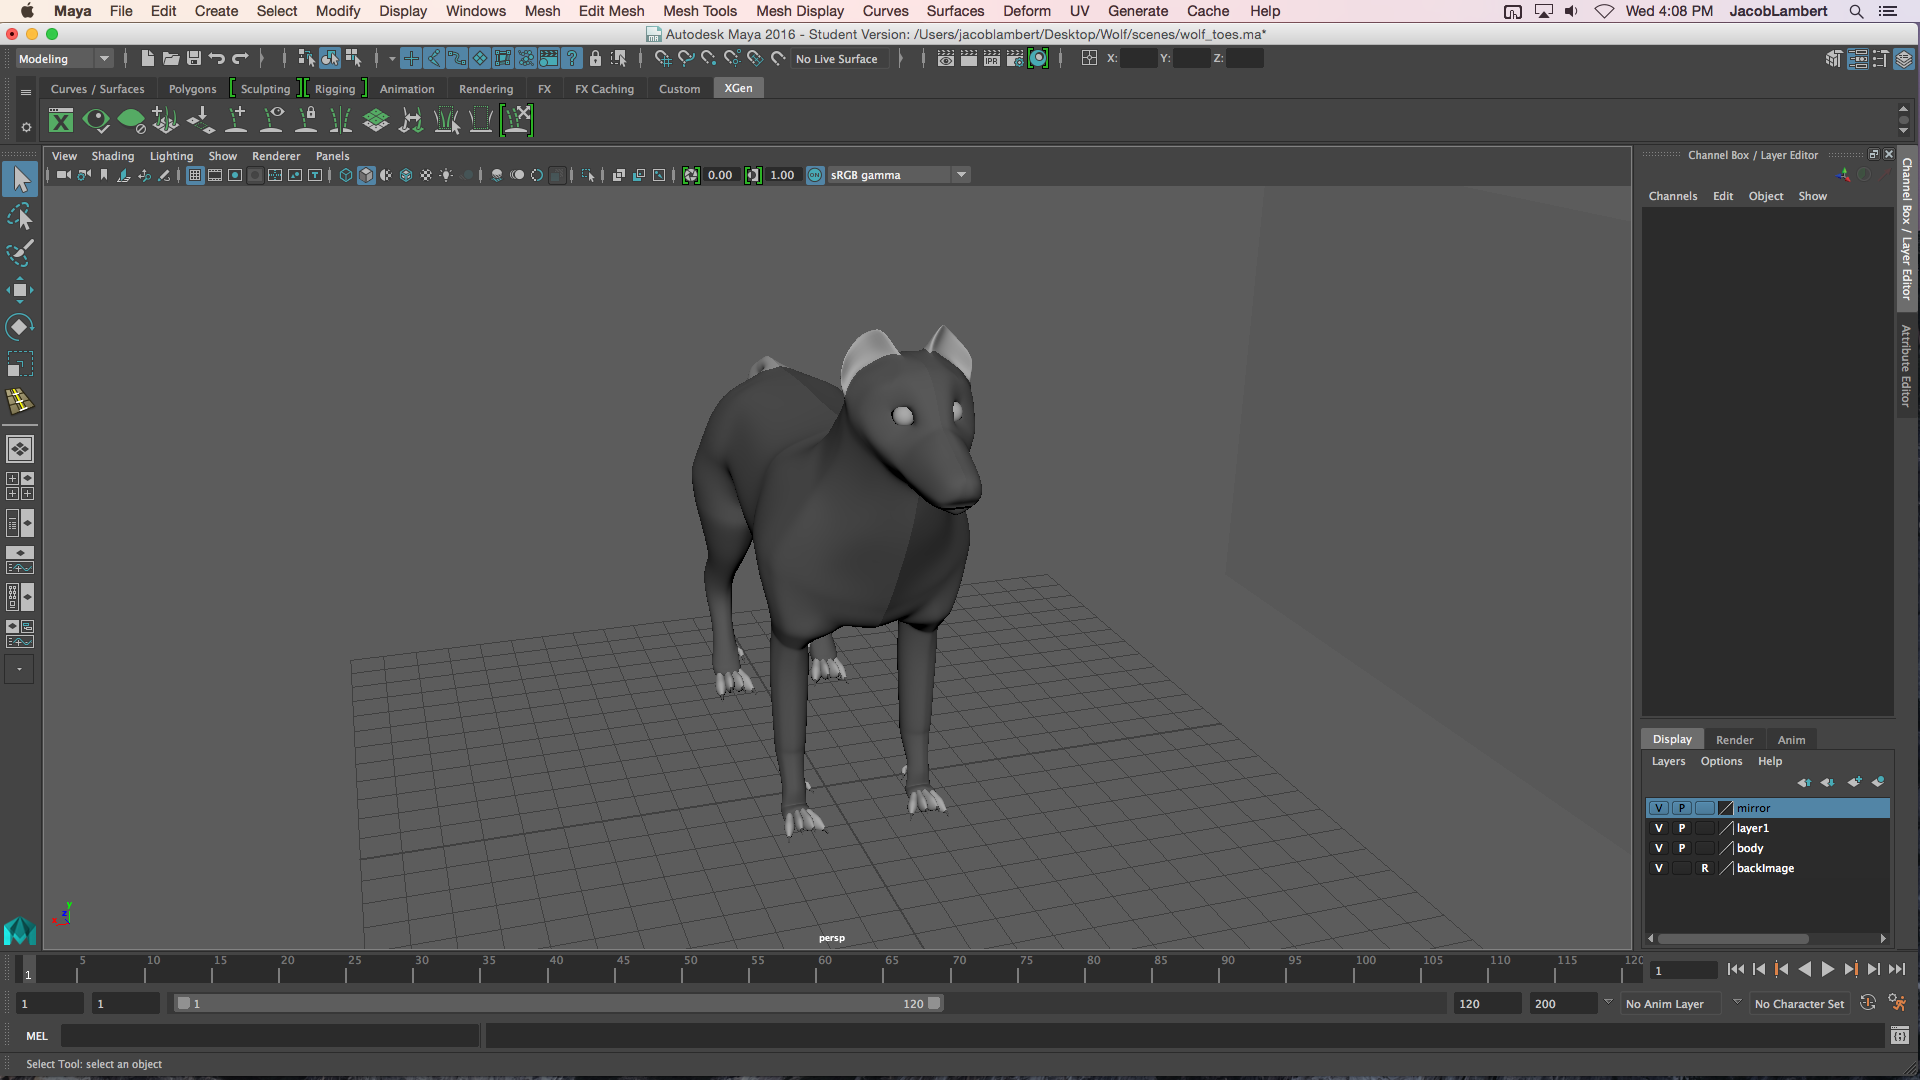 Maya File Edit Create Select Modify Display Windows Mesh Edit Mesh Mesh Tools Mesh Display Curves Surfaces Deform UV Generate Cache Help Wed 4:08 PM JacobLambert
Autodesk Maya 2016 - Student Version: /Users/jacoblambert/Desktop/Wolf/scenes/wolf_toes.ma*
Modeling No Live Surface X: Y: Z:
Curves / Surfaces Polygons Sculpting Rigging Animation Rendering FX FX Caching Custom XGen
View Shading Lighting Show Renderer Panels
0.00 1.00 ON sRGB gamma
Channel Box / Layer Editor
Channels Edit Object Show
Channel Box / Layer Editor
Attribute Editor
Display Render Anim
Layers Options Help
V P mirror
V P layer1
V P body
V R backImage
y
z
x
persp
5 10 15 20 25 30 35 40 45 50 55 60 65 70 75 80 85 90 95 100 105 110 115 120
1 1
1 1 1 120 120 200 No Anim Layer No Character Set
MEL
Select Tool: select an object